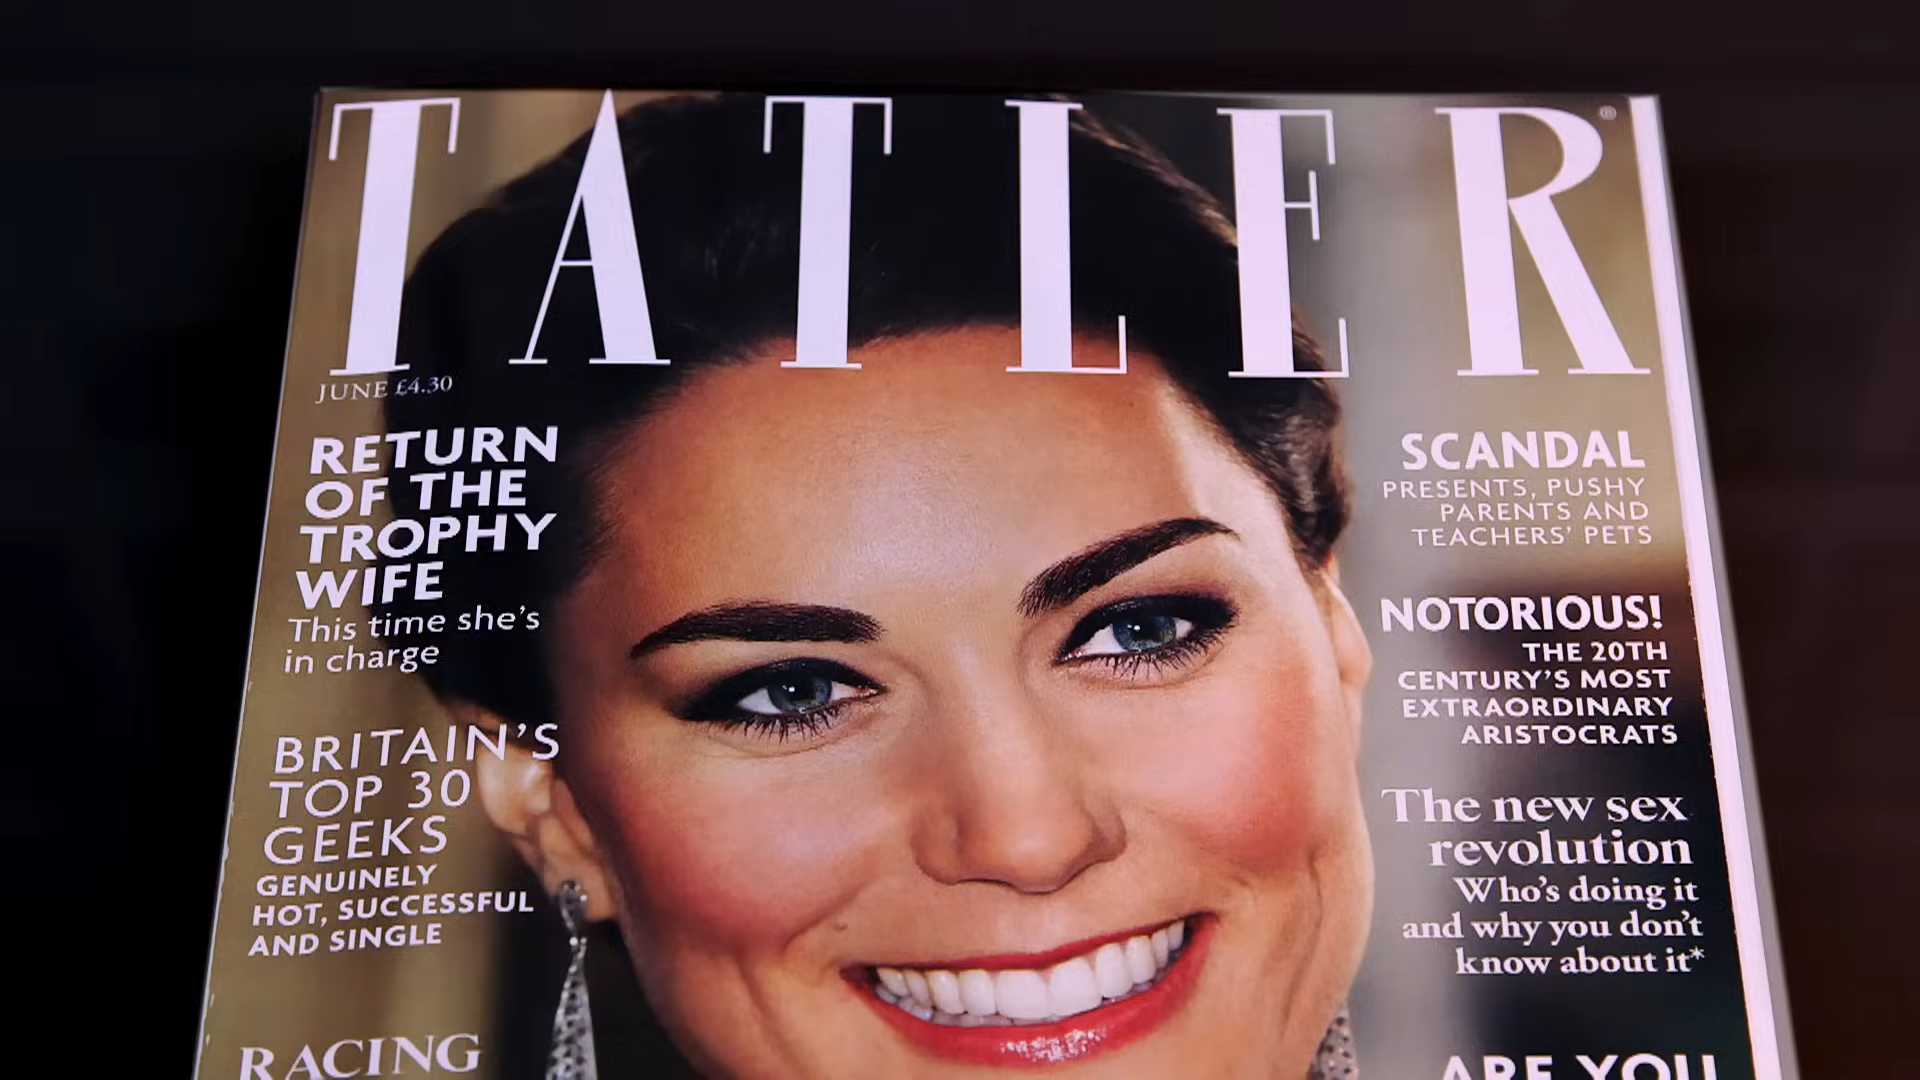 TATLER®
JUNE £4.30
RETURN
OF THE
TROPHY
WIFE
This time she's
in charge
BRITAIN'S
TOP 30
GEEKS
GENUINELY
HOT, SUCCESSFUL
AND SINGLE
RACING
SCANDAL
PRESENTS, PUSHY
PARENTS AND
TEACHERS' PETS
NOTORIOUS!
THE 20TH
CENTURY'S MOST
EXTRAORDINARY
ARISTOCRATS
The new sex
revolution
Who's doing it
and why you don't
know about it*
ARE YOU